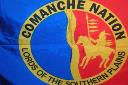 COMANCHE NATION
LORDS OF THE SOUTHERN PLAINS